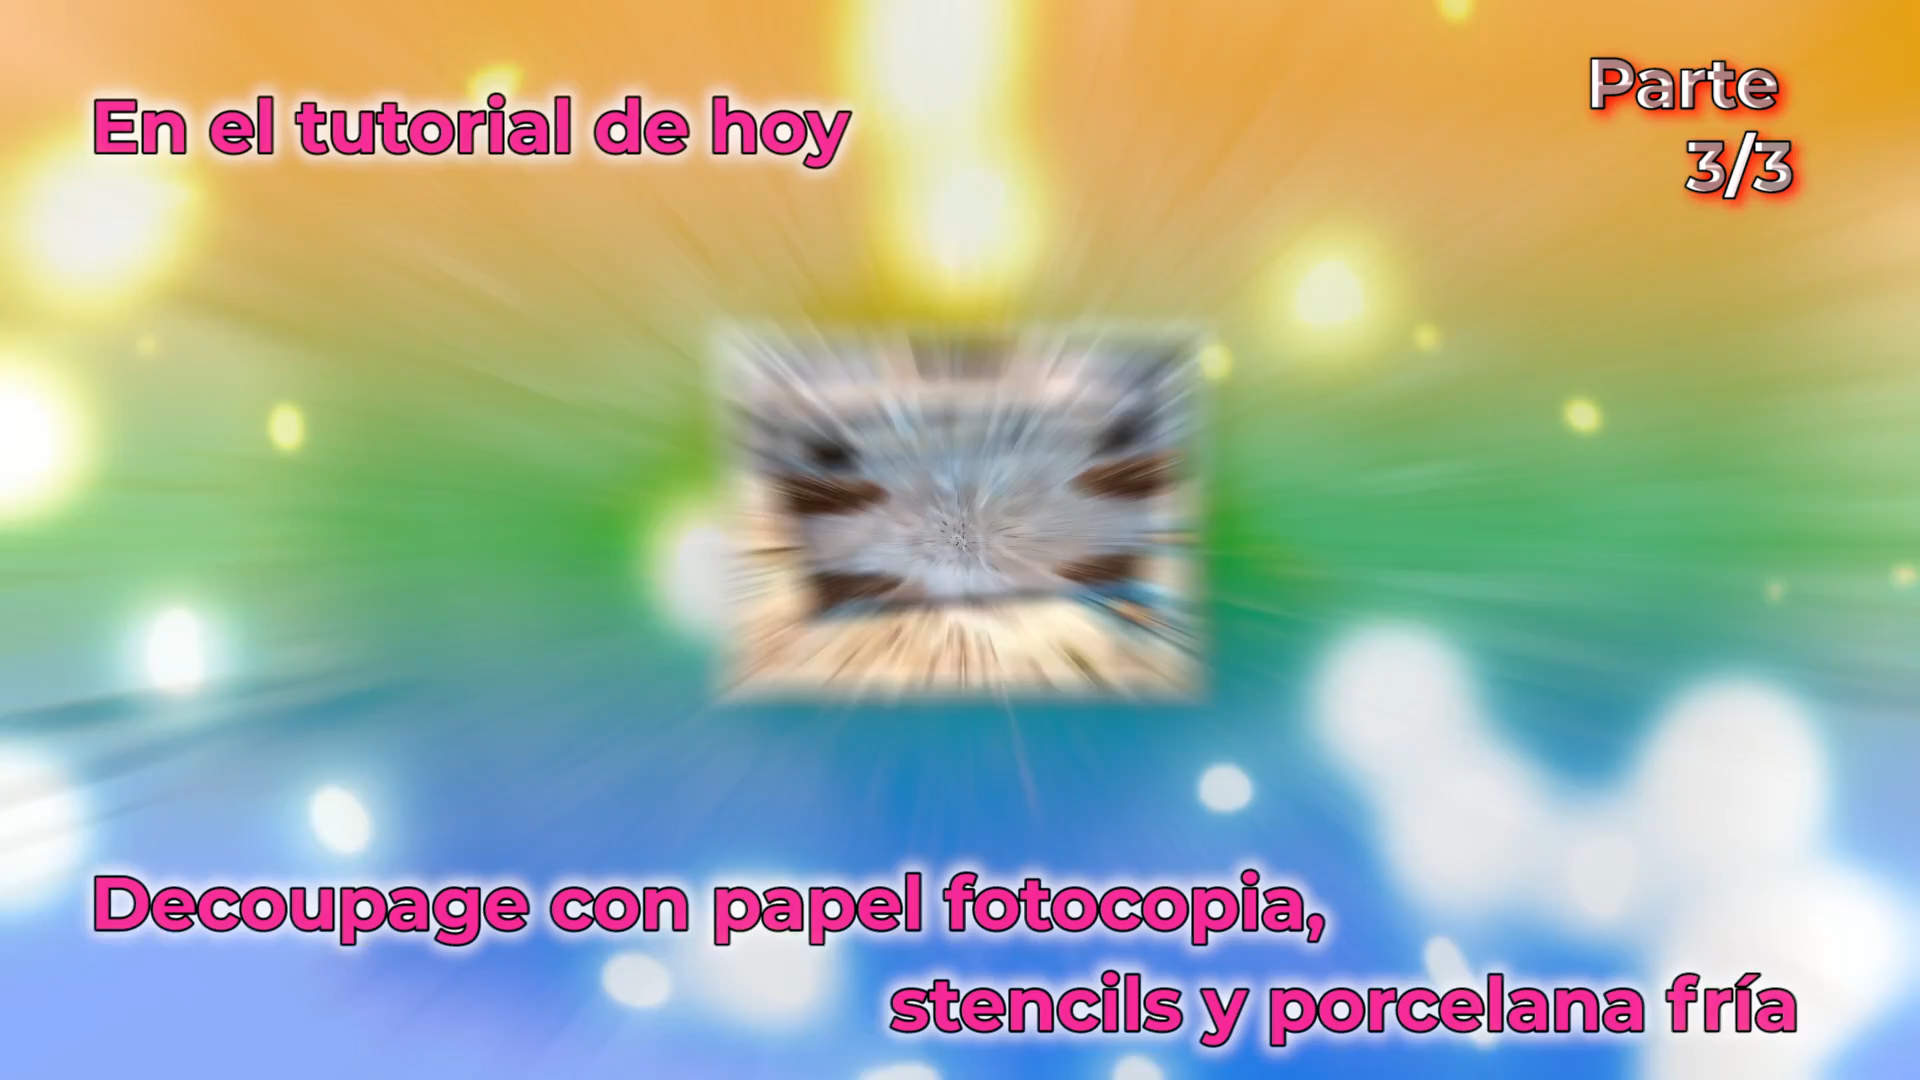 En el tutorial de hoy
Parte
3/3
Decoupage con papel fotocopia,
stencils y porcelana fría